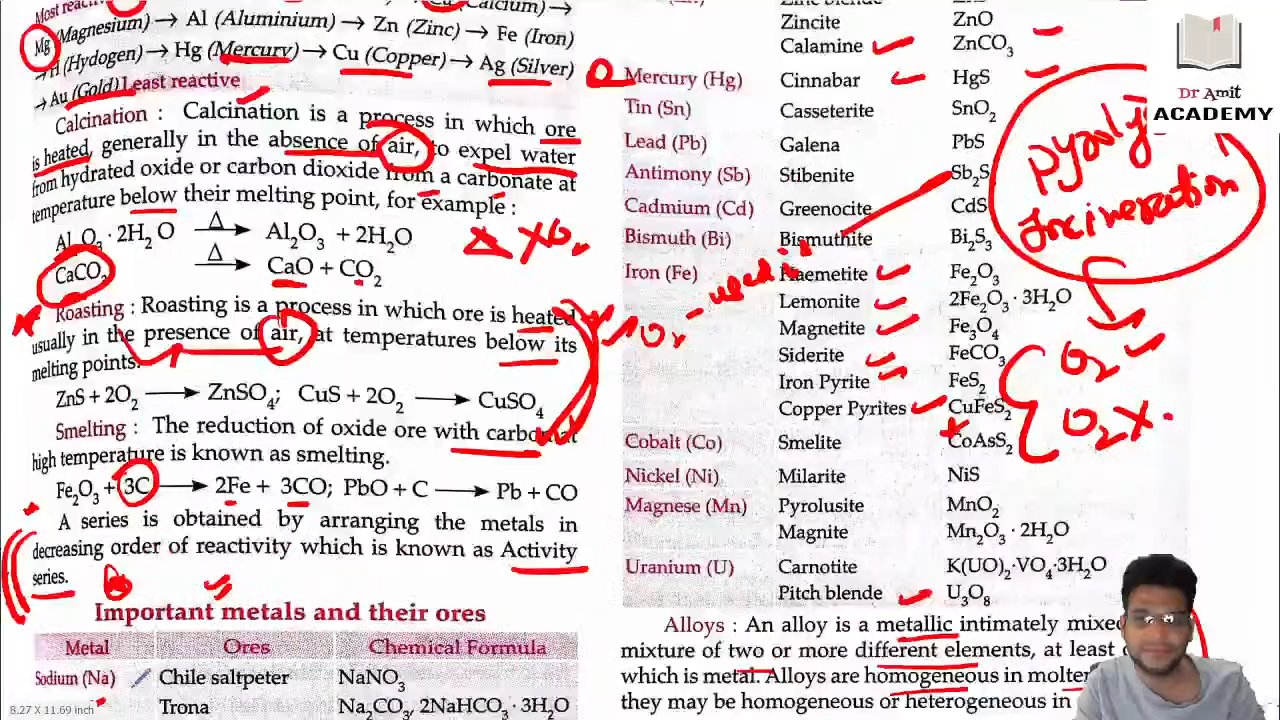 Most reactive
Mg (Magnesium) → Al (Aluminium) → Zn (Zinc) → Fe (Iron)
→ H (Hydogen) → Hg (Mercury) → Cu (Copper) → Ag (Silver)
→ Au (Gold) Least reactive
Calcination : Calcination is a process in which ore
is heated, generally in the absence of air, to expel water
from hydrated oxide or carbon dioxide from a carbonate at
temperature below their melting point, for example :
Al₂O₃·2H₂O —Δ→ Al₂O₃ + 2H₂O
CaCO₃ —Δ→ CaO + CO₂
Roasting : Roasting is a process in which ore is heated
usually in the presence of air, at temperatures below its
melting points.
ZnS + 2O₂ → ZnSO₄; CuS + 2O₂ → CuSO₄
Smelting : The reduction of oxide ore with carbon at
high temperature is known as smelting.
Fe₂O₃ + 3C → 2Fe + 3CO; PbO + C → Pb + CO
A series is obtained by arranging the metals in
decreasing order of reactivity which is known as Activity
series.
Important metals and their ores
Metal Ores Chemical Formula
Sodium (Na) Chile saltpeter NaNO₃
Trona Na₂CO₃, 2NaHCO₃·3H₂O
8.27 X 11.69 inch
Zincite ZnO
Calamine ZnCO₃
Mercury (Hg) Cinnabar HgS
Tin (Sn) Casseterite SnO₂
Lead (Pb) Galena PbS
Antimony (Sb) Stibenite Sb₂S
Cadmium (Cd) Greenocite CdS
Bismuth (Bi) Bismuthite Bi₂S₃
Iron (Fe) Haemetite Fe₂O₃
Lemonite 2Fe₂O₃·3H₂O
Magnetite Fe₃O₄
Siderite FeCO₃
Iron Pyrite FeS₂
Copper Pyrites CuFeS₂
Cobalt (Co) Smelite CoAsS₂
Nickel (Ni) Milarite NiS
Magnese (Mn) Pyrolusite MnO₂
Magnite Mn₂O₃·2H₂O
Uranium (U) Carnotite K(UO)₂·VO₄·3H₂O
Pitch blende U₃O₈
Alloys : An alloy is a metallic intimately mixed
mixture of two or more different elements, at least
which is metal. Alloys are homogeneous in molten
they may be homogeneous or heterogeneous in
Dr Amit
ACADEMY
Incineration
O₂
O₂ X
Δ X O₂
O₂ - used in